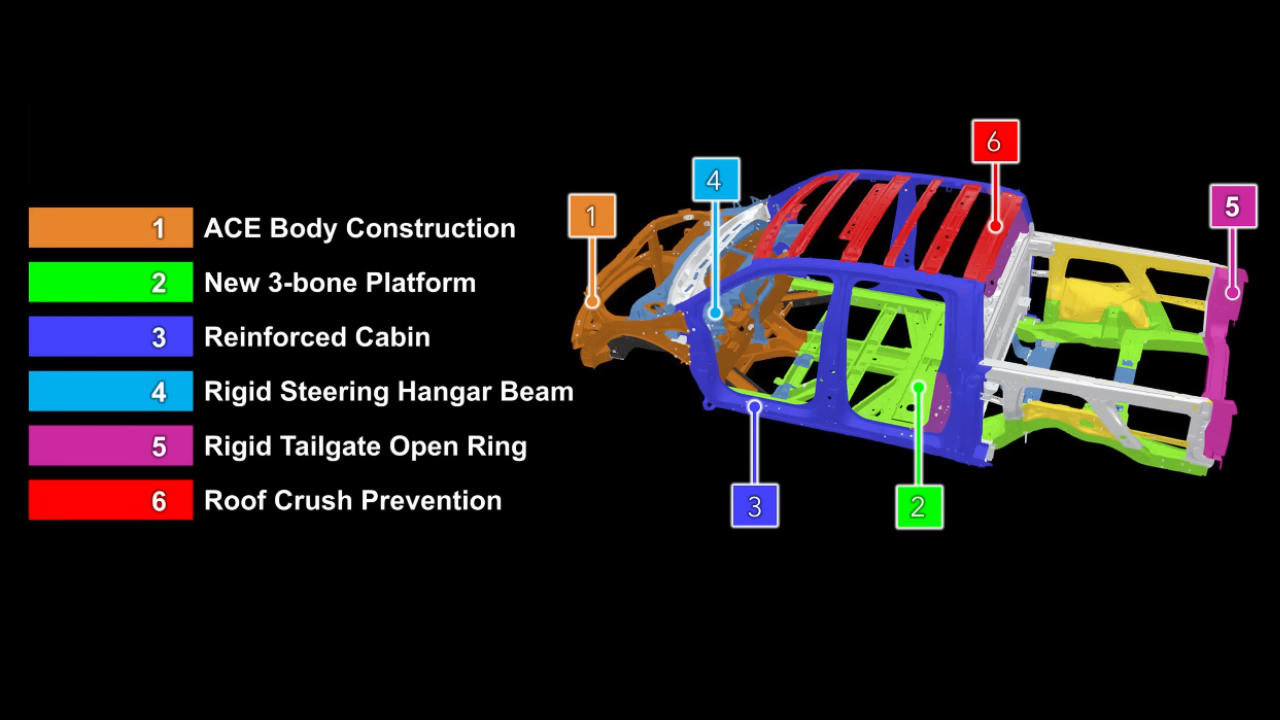 1 ACE Body Construction
2 New 3-bone Platform
3 Reinforced Cabin
4 Rigid Steering Hangar Beam
5 Rigid Tailgate Open Ring
6 Roof Crush Prevention
6
4
5
1
3
2